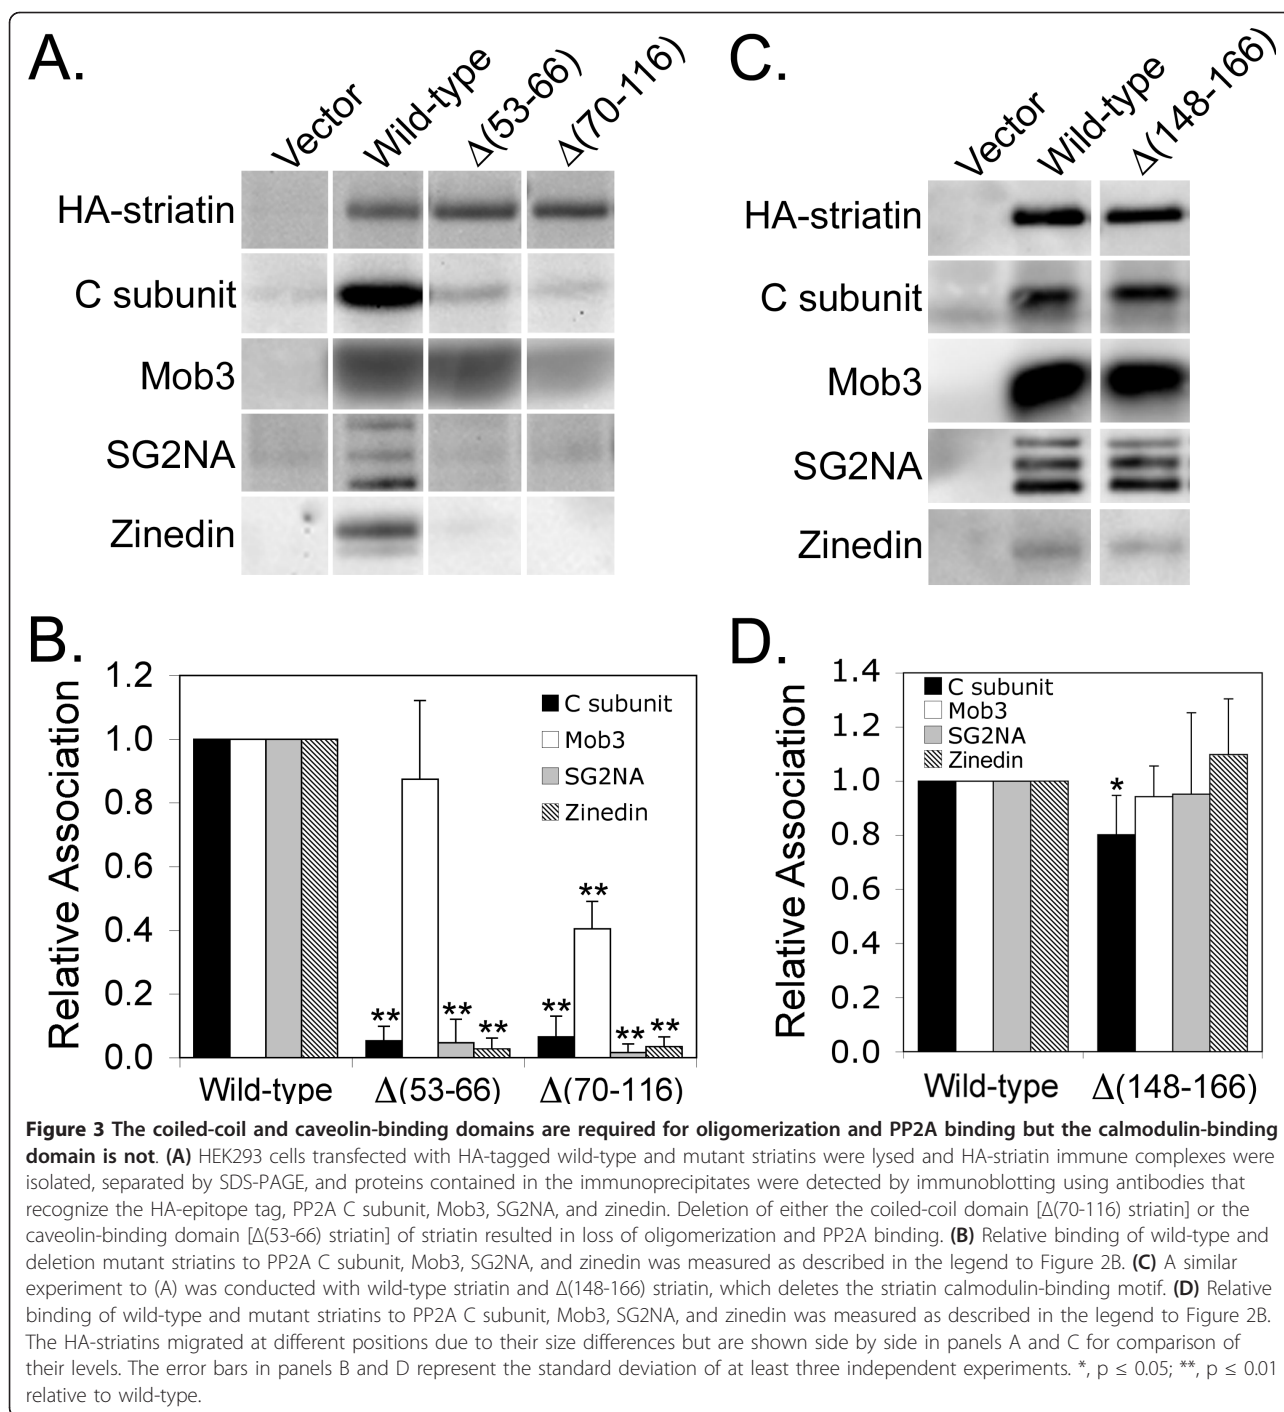 A.
Vector
Wild-type
Δ(53-66)
Δ(70-116)
HA-striatin
C subunit
Mob3
SG2NA
Zinedin
C.
Vector
Wild-type
Δ(148-166)
HA-striatin
C subunit
Mob3
SG2NA
Zinedin
B.
Relative Association
1.2
1.0
0.8
0.6
0.4
0.2
0.0
C subunit
Mob3
SG2NA
Zinedin
** ** **
** ** ** **
Wild-type Δ(53-66) Δ(70-116)
D.
Relative Association
1.4
1.2
1.0
0.8
0.6
0.4
0.2
0.0
C subunit
Mob3
SG2NA
Zinedin
*
Wild-type Δ(148-166)
Figure 3 The coiled-coil and caveolin-binding domains are required for oligomerization and PP2A binding but the calmodulin-binding
domain is not. (A) HEK293 cells transfected with HA-tagged wild-type and mutant striatins were lysed and HA-striatin immune complexes were
isolated, separated by SDS-PAGE, and proteins contained in the immunoprecipitates were detected by immunoblotting using antibodies that
recognize the HA-epitope tag, PP2A C subunit, Mob3, SG2NA, and zinedin. Deletion of either the coiled-coil domain [Δ(70-116) striatin] or the
caveolin-binding domain [Δ(53-66) striatin] of striatin resulted in loss of oligomerization and PP2A binding. (B) Relative binding of wild-type and
deletion mutant striatins to PP2A C subunit, Mob3, SG2NA, and zinedin was measured as described in the legend to Figure 2B. (C) A similar
experiment to (A) was conducted with wild-type striatin and Δ(148-166) striatin, which deletes the striatin calmodulin-binding motif. (D) Relative
binding of wild-type and mutant striatins to PP2A C subunit, Mob3, SG2NA, and zinedin was measured as described in the legend to Figure 2B.
The HA-striatins migrated at different positions due to their size differences but are shown side by side in panels A and C for comparison of
their levels. The error bars in panels B and D represent the standard deviation of at least three independent experiments. *, p ≤ 0.05; **, p ≤ 0.01
relative to wild-type.